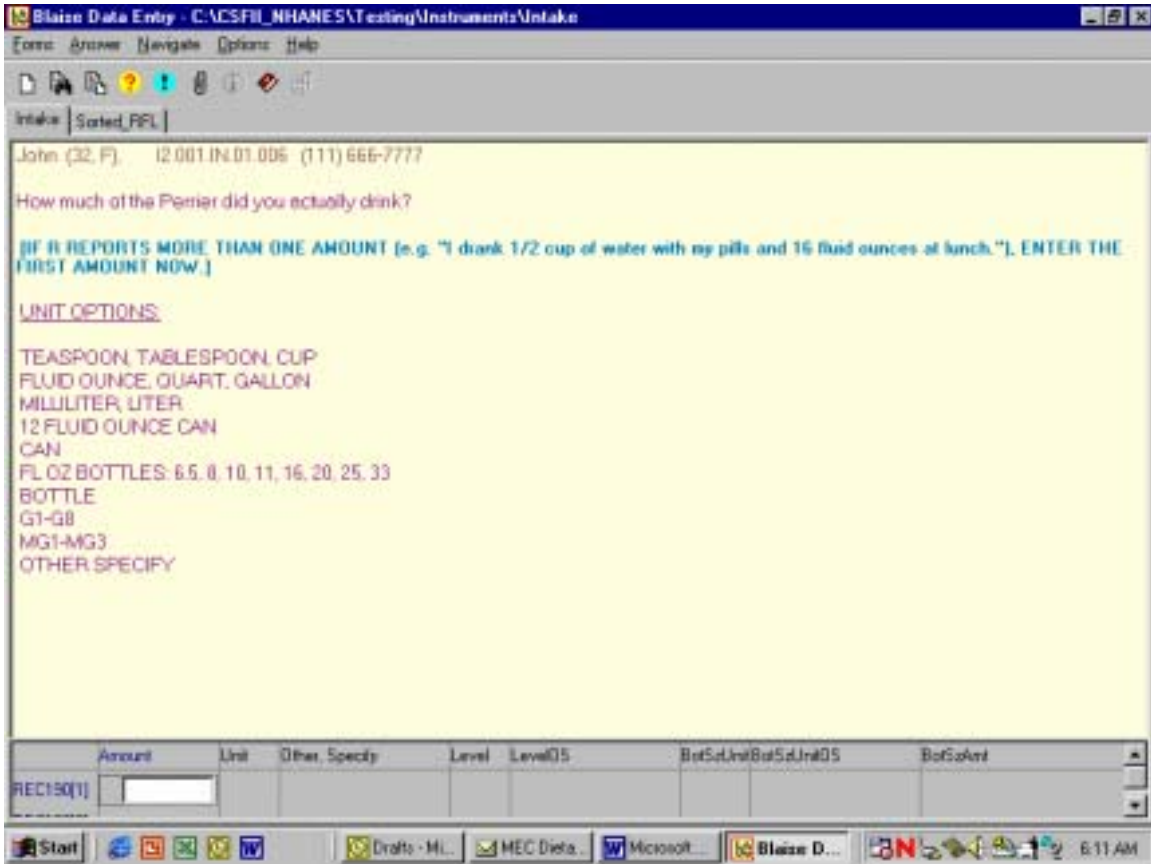 Blaise Data Entry - C:\CSFII_NHANES\Testing\Instruments\Intake
Forms Answer Navigate Options Help
Intake Sorted_RFL
John (32, F), I2.001.IN.01.006 (111) 666-7777
How much of the Perrier did you actually drink?
[IF R REPORTS MORE THAN ONE AMOUNT (e.g. "I drank 1/2 cup of water with my pills and 16 fluid ounces at lunch."), ENTER THE
FIRST AMOUNT NOW.]
UNIT OPTIONS:
TEASPOON, TABLESPOON, CUP
FLUID OUNCE, QUART, GALLON
MILLILITER, LITER
12 FLUID OUNCE CAN
CAN
FL OZ BOTTLES: 6.5, 8, 10, 11, 16, 20, 25, 33
BOTTLE
G1-G8
MG1-MG3
OTHER SPECIFY
Amount Unit Other, Specify Level LevelOS BotSzUnit BotSzUnitOS BotSzAmt
REC190[1]
Start Drafts - Mi... MEC Dieta... Microsoft... Blaise D... 6:11 AM